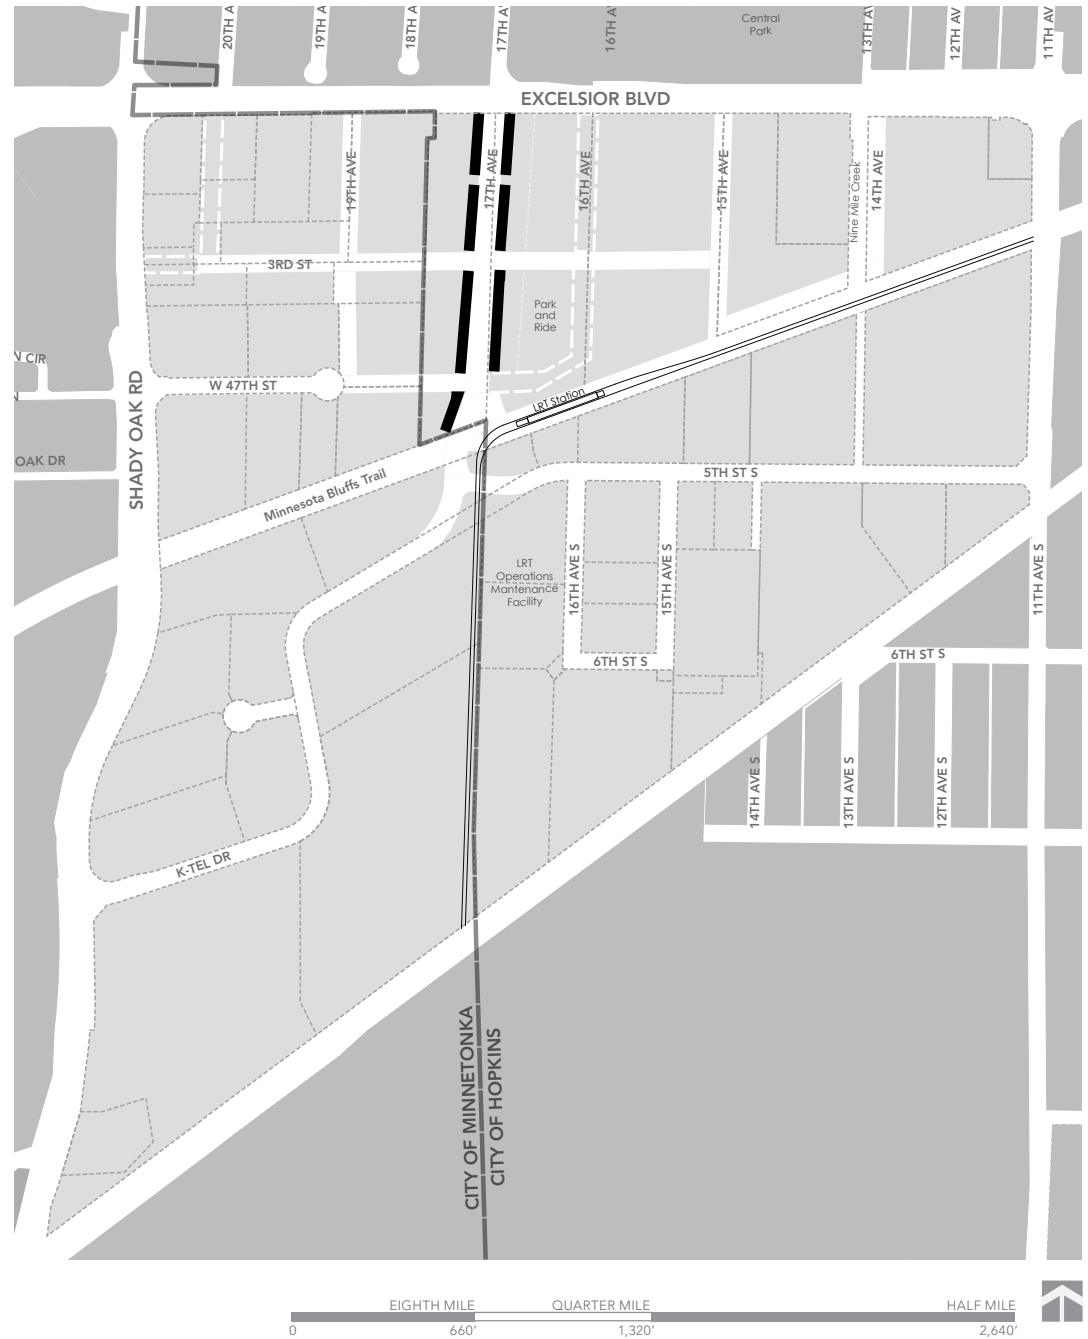 20TH A
19TH A
18TH A
17TH A
16TH A
Central
Park
13TH AV
12TH AV
11TH AV
EXCELSIOR BLVD
19TH AVE
17TH AVE
16TH AVE
15TH AVE
Nine Mile Creek
14TH AVE
3RD ST
Park
and
Ride
N CIR
W 47TH ST
LRT Station
N
OAK DR
SHADY OAK RD
Minnesota Bluffs Trail
5TH ST S
LRT
Operations
Mantenance
Facility
16TH AVE S
15TH AVE S
11TH AVE S
6TH ST S
6TH ST S
14TH AVE S
13TH AVE S
12TH AVE S
K-TEL DR
CITY OF MINNETONKA
CITY OF HOPKINS
EIGHTH MILE
QUARTER MILE
HALF MILE
0
660'
1,320'
2,640'